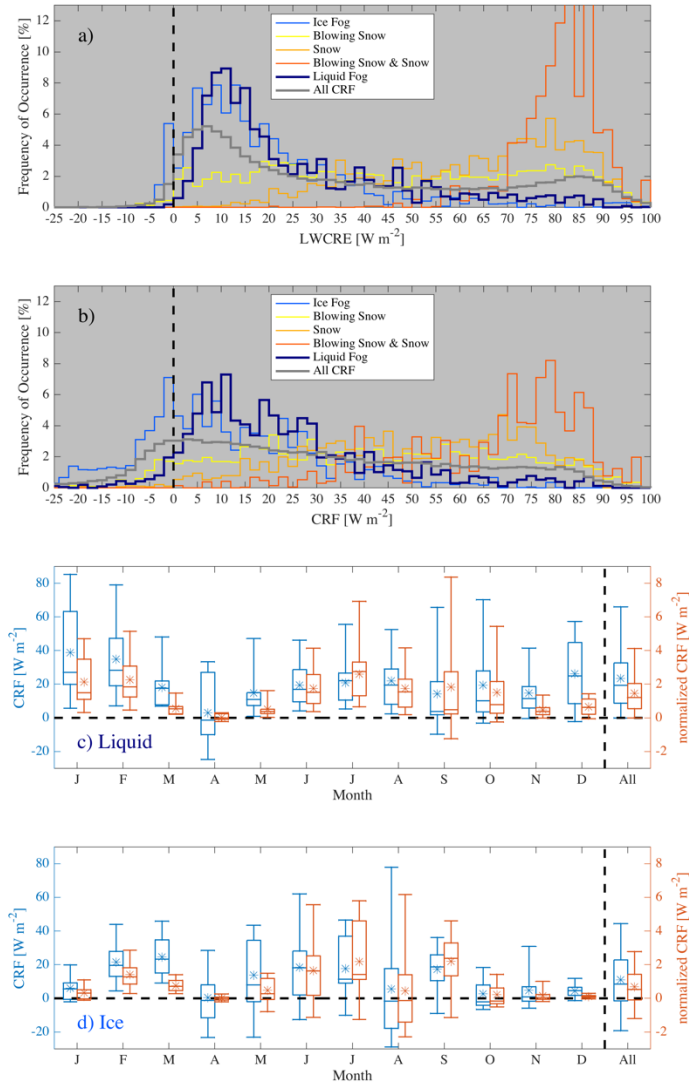 a)
Frequency of Occurrence [%]
12
10
8
6
4
2
0
Ice Fog
Blowing Snow
Snow
Blowing Snow & Snow
Liquid Fog
All CRF
-25 -20 -15 -10 -5 0 5 10 15 20 25 30 35 40 45 50 55 60 65 70 75 80 85 90 95 100
LWCRE [W m⁻²]
b)
Frequency of Occurrence [%]
12
10
8
6
4
2
0
Ice Fog
Blowing Snow
Snow
Blowing Snow & Snow
Liquid Fog
All CRF
-25 -20 -15 -10 -5 0 5 10 15 20 25 30 35 40 45 50 55 60 65 70 75 80 85 90 95 100
CRF [W m⁻²]
CRF [W m⁻²]
80
60
40
20
0
-20
c) Liquid
8
6
4
2
0
-2
normalized CRF [W m⁻²]
J F M A M J J A S O N D All
Month
CRF [W m⁻²]
80
60
40
20
0
-20
d) Ice
8
6
4
2
0
-2
normalized CRF [W m⁻²]
J F M A M J J A S O N D All
Month